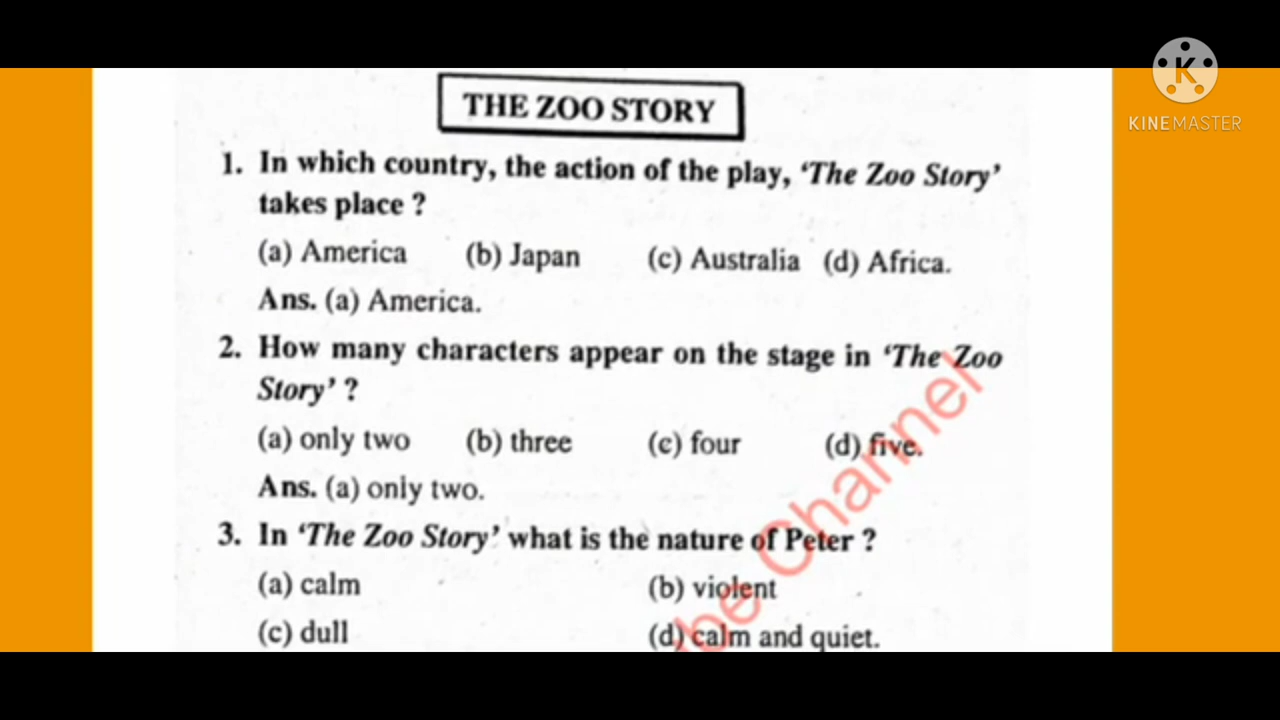 KINEMASTER
THE ZOO STORY
1. In which country, the action of the play, ‘The Zoo Story’
takes place ?
(a) America (b) Japan (c) Australia (d) Africa.
Ans. (a) America.
2. How many characters appear on the stage in ‘The Zoo
Story’ ?
(a) only two (b) three (c) four (d) five.
Ans. (a) only two.
3. In ‘The Zoo Story’ what is the nature of Peter ?
(a) calm (b) violent
(c) dull (d) calm and quiet.
be Channel